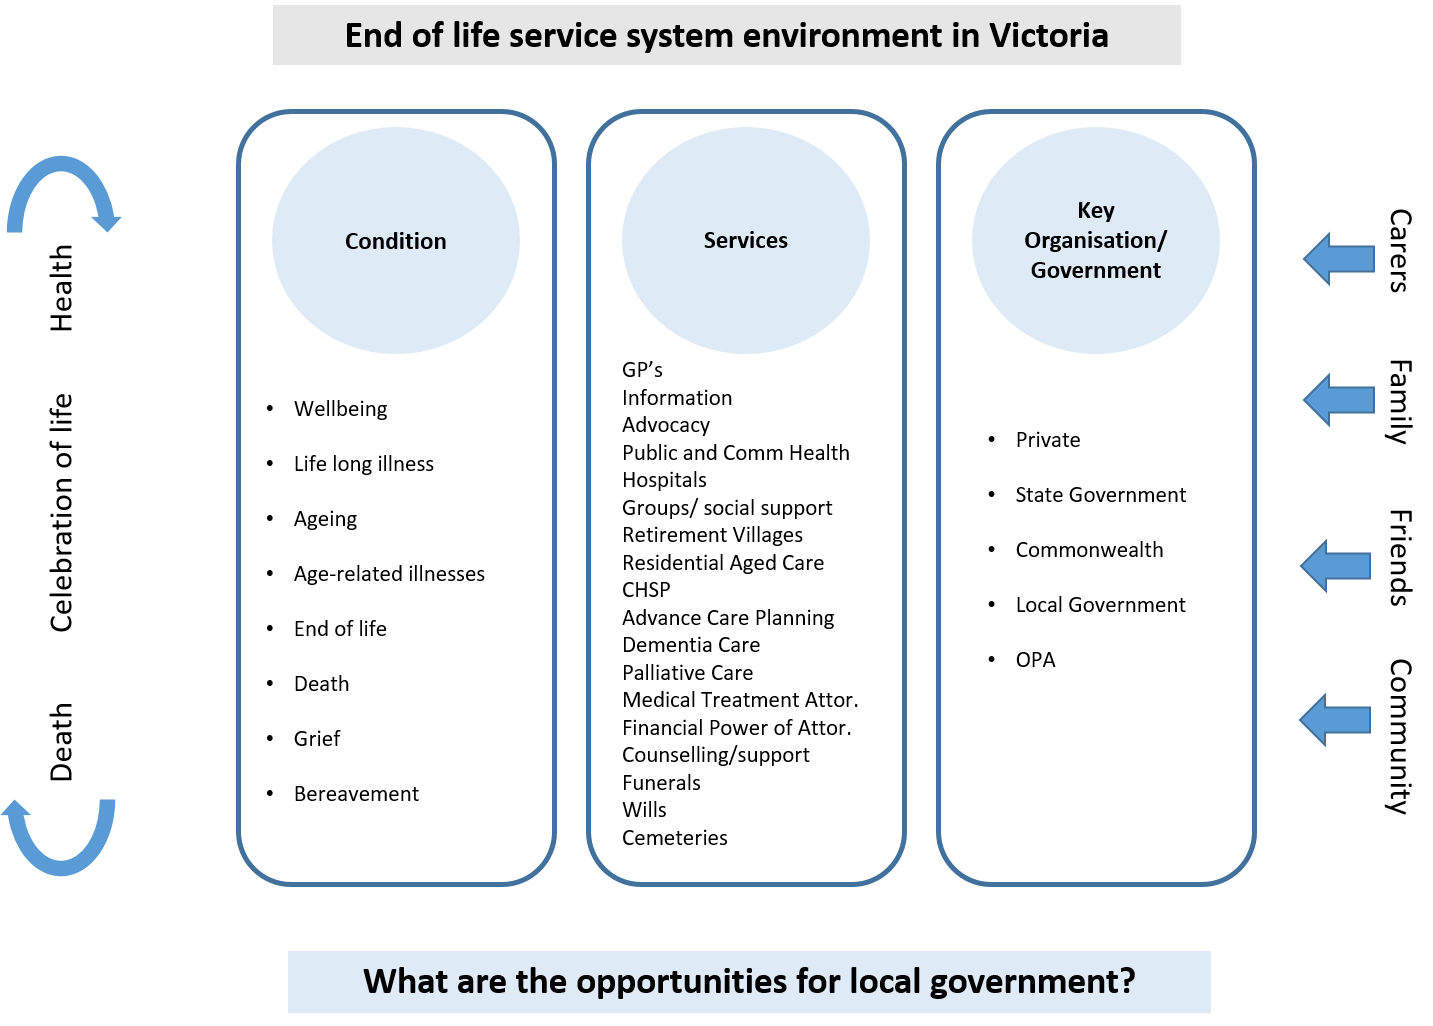 End of life service system environment in Victoria
Health
Celebration of life
Death
Condition
• Wellbeing
• Life long illness
• Ageing
• Age-related illnesses
• End of life
• Death
• Grief
• Bereavement
Services
GP’s
Information
Advocacy
Public and Comm Health
Hospitals
Groups/ social support
Retirement Villages
Residential Aged Care
CHSP
Advance Care Planning
Dementia Care
Palliative Care
Medical Treatment Attor.
Financial Power of Attor.
Counselling/support
Funerals
Wills
Cemeteries
Key
Organisation/
Government
• Private
• State Government
• Commonwealth
• Local Government
• OPA
Carers
Family
Friends
Community
What are the opportunities for local government?